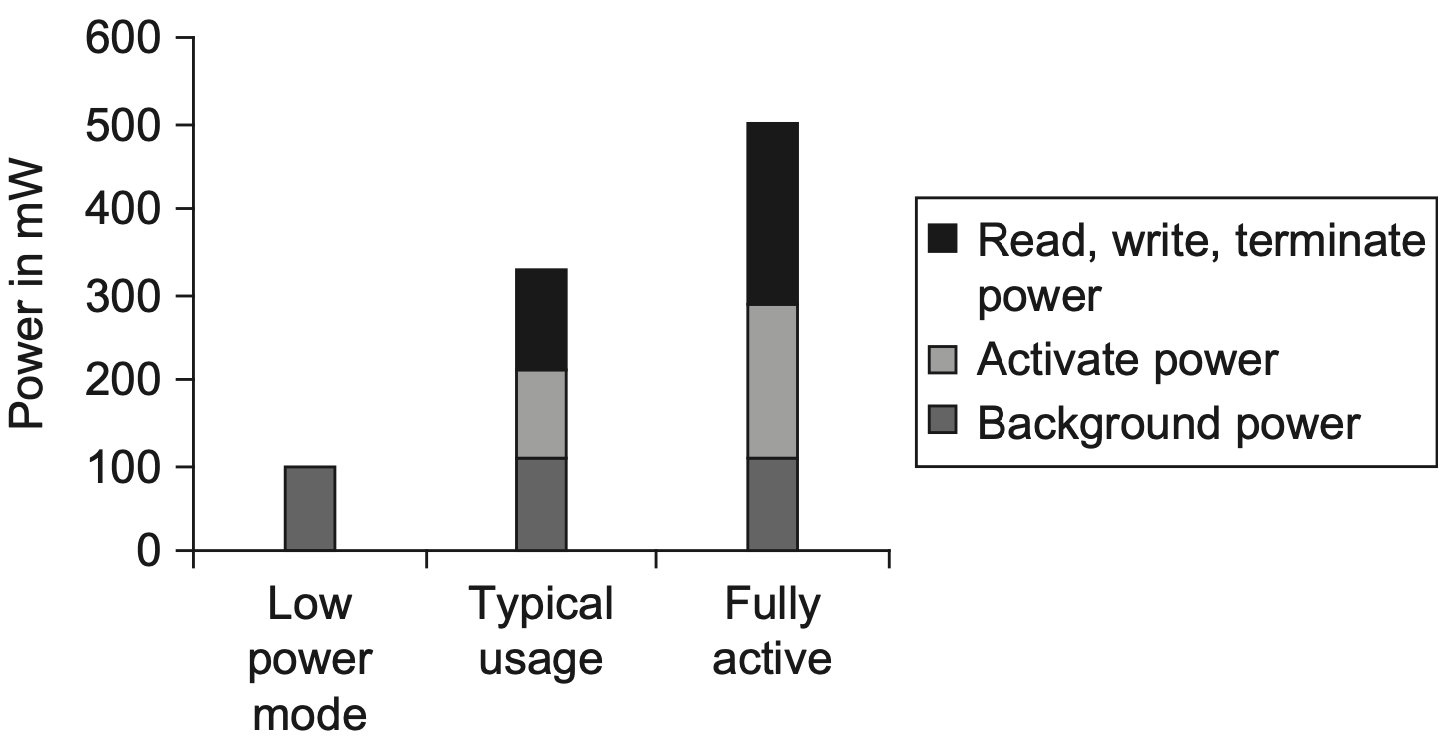 600
500
400
300
200
100
0
Power in mW
Low
power
mode
Typical
usage
Fully
active
Read, write, terminate
power
Activate power
Background power